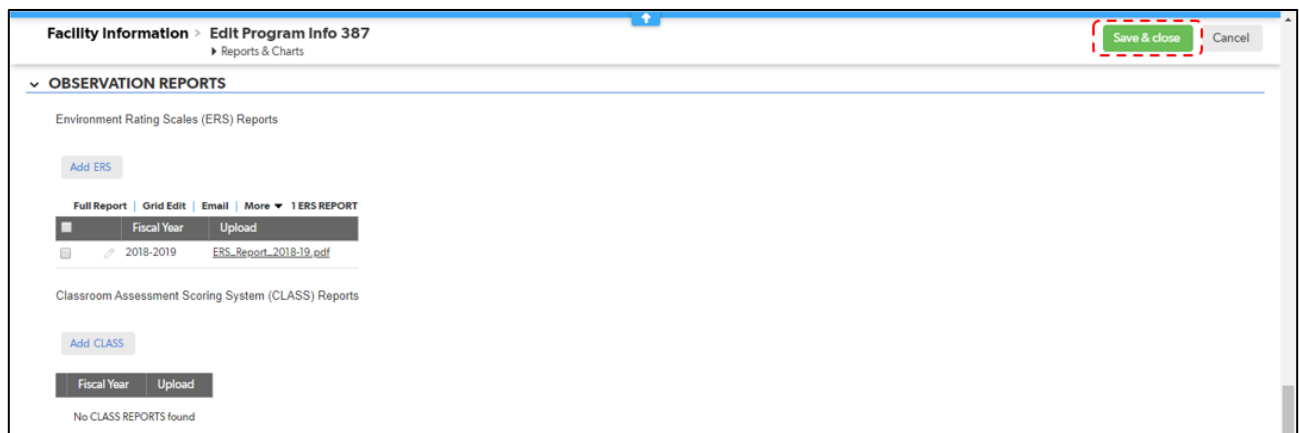 Facility Information > Edit Program Info 387
Reports & Charts
Save & close
Cancel
OBSERVATION REPORTS
Environment Rating Scales (ERS) Reports
Add ERS
Full Report | Grid Edit | Email | More ▼ 1 ERS REPORT
Fiscal Year Upload
2018-2019 ERS_Report_2018-19.pdf
Classroom Assessment Scoring System (CLASS) Reports
Add CLASS
Fiscal Year Upload
No CLASS REPORTS found